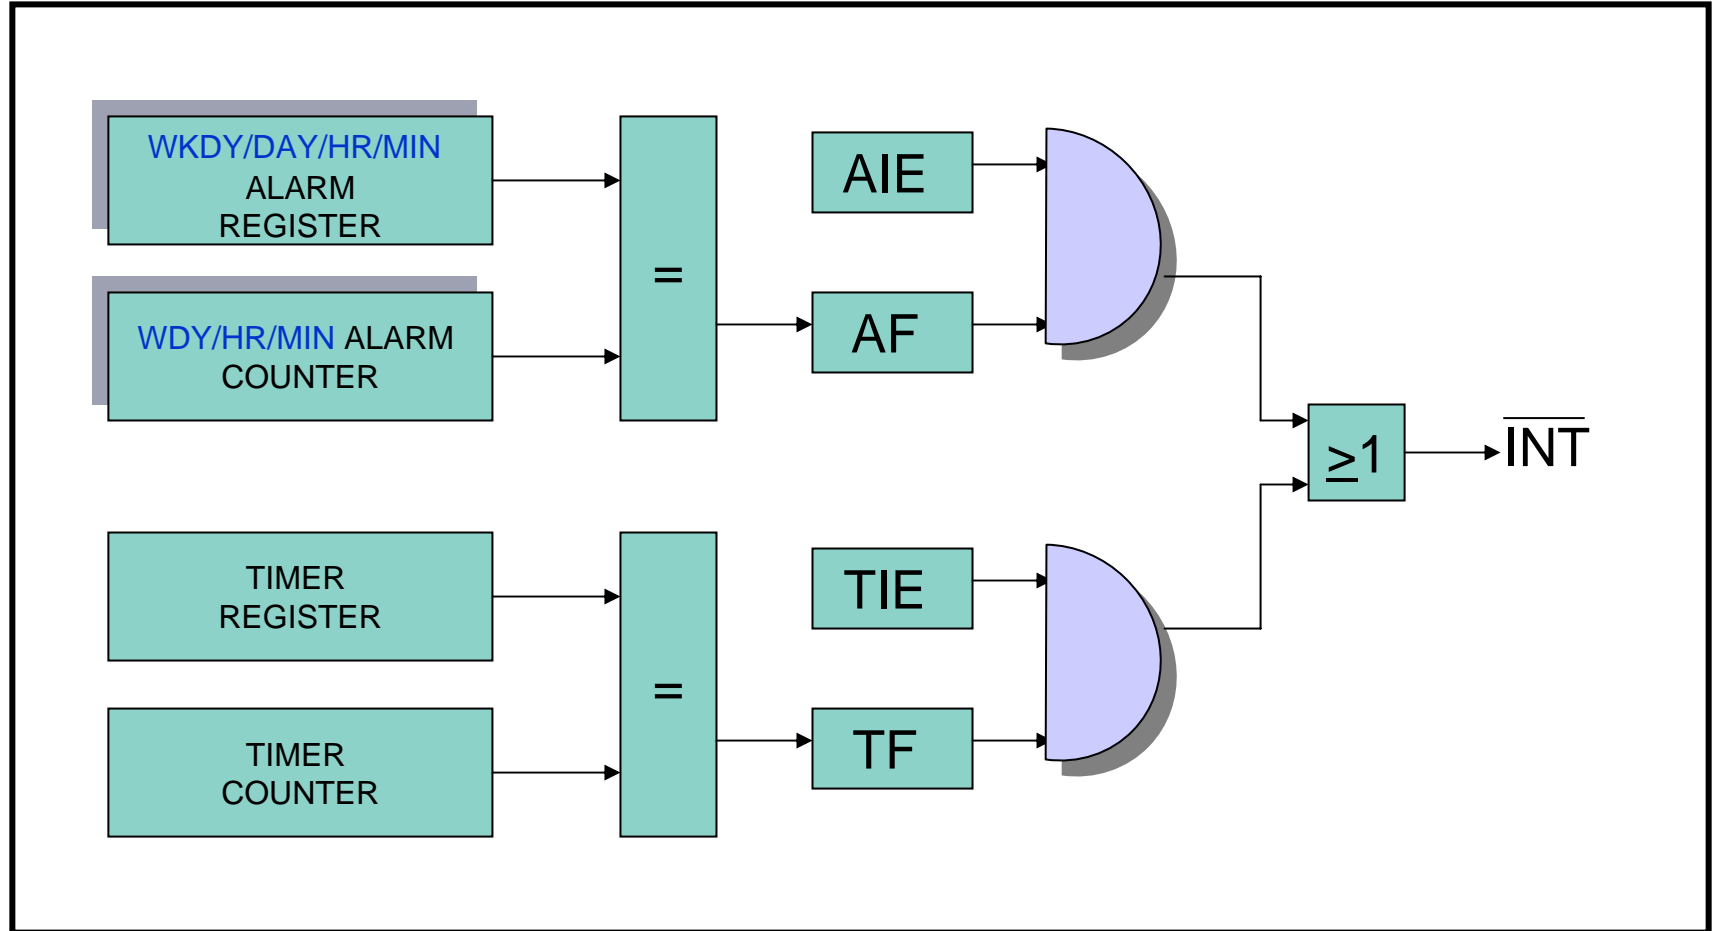 WKDY/DAY/HR/MIN
ALARM
REGISTER
WDY/HR/MIN ALARM
COUNTER
=
AIE
AF
≥1
INT
TIMER
REGISTER
TIMER
COUNTER
=
TIE
TF